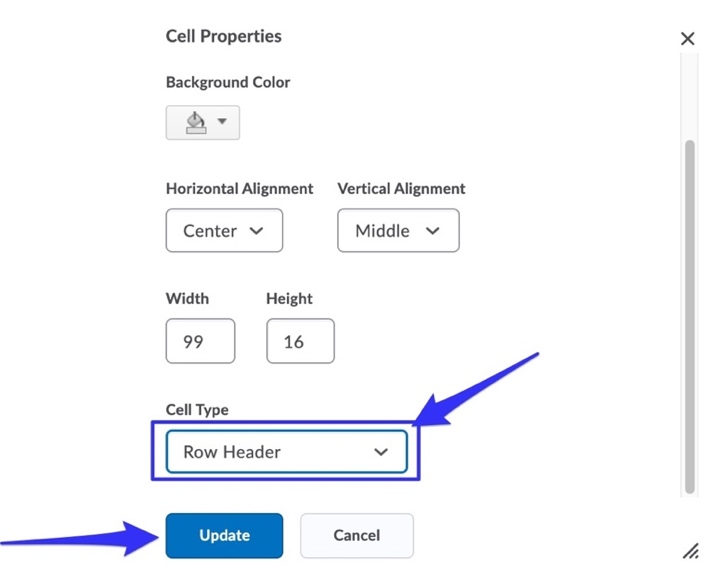 Cell Properties
Background Color
Horizontal Alignment Vertical Alignment
Center Middle
Width Height
99 16
Cell Type
Row Header
Update Cancel